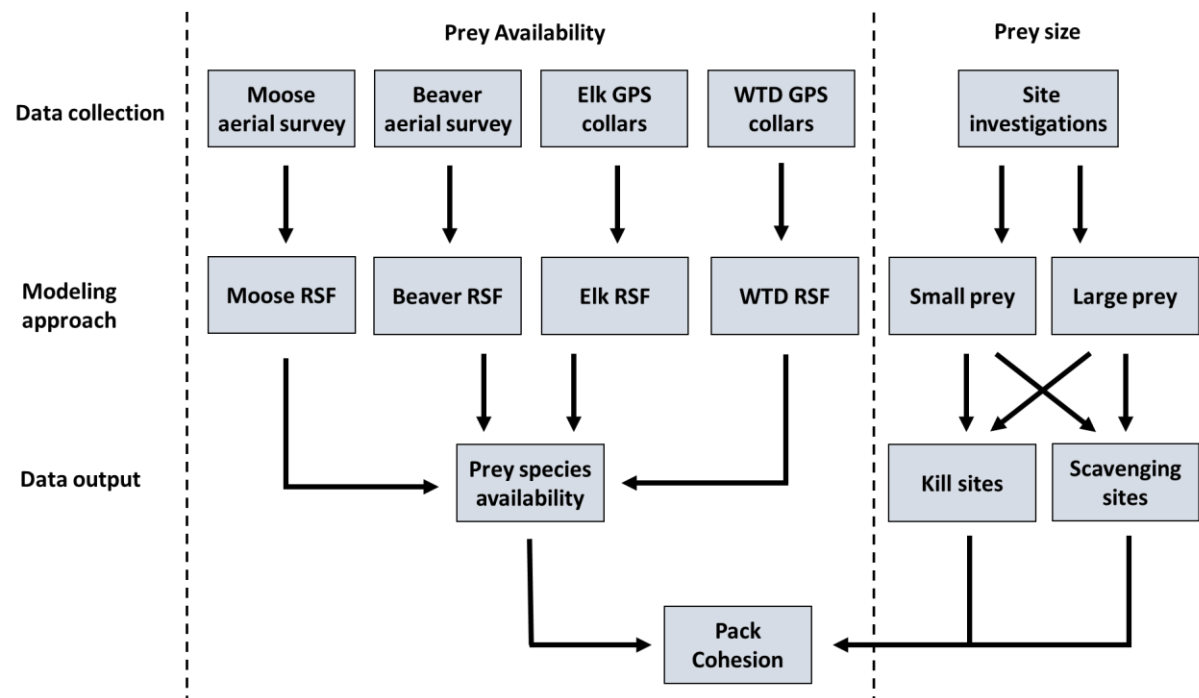 Prey Availability
Prey size
Data collection
Moose
aerial survey
Beaver
aerial survey
Elk GPS
collars
WTD GPS
collars
Site
investigations
Modeling
approach
Moose RSF
Beaver RSF
Elk RSF
WTD RSF
Small prey
Large prey
Data output
Prey species
availability
Kill sites
Scavenging
sites
Pack
Cohesion